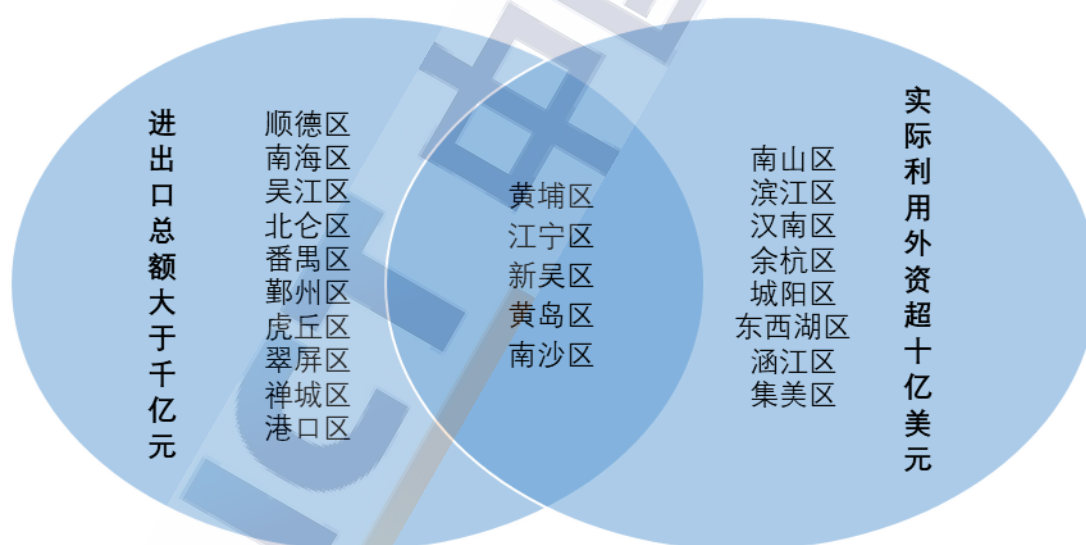 进出口总额大于千亿元
顺德区
南海区
吴江区
北仑区
番禺区
鄞州区
虎丘区
翠屏区
禅城区
港口区
黄埔区
江宁区
新吴区
黄岛区
南沙区
南山区
滨江区
汉南区
余杭区
城阳区
东西湖区
涵江区
集美区
实际利用外资超十亿美元